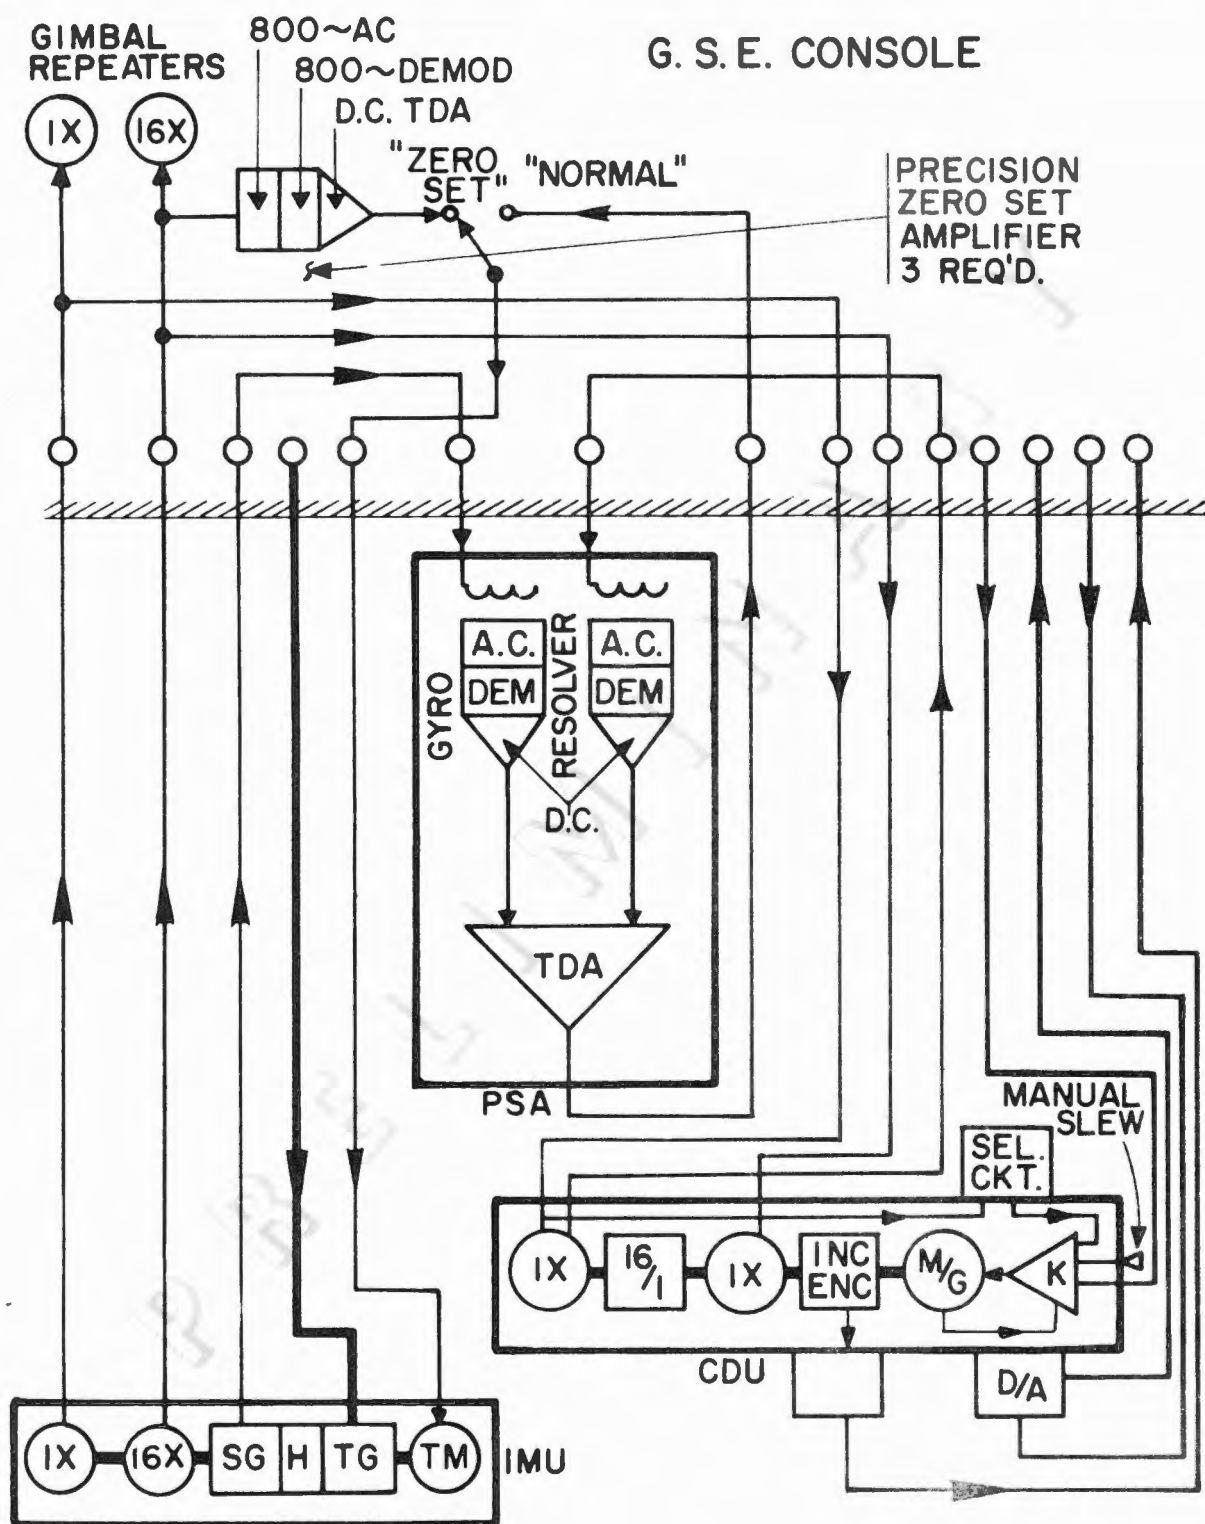 GIMBAL
REPEATERS
800~AC
800~DEMOD
D.C. TDA
G.S.E. CONSOLE
1X
16X
"ZERO
SET"
"NORMAL"
PRECISION
ZERO SET
AMPLIFIER
3 REQ'D.
GYRO
A.C.
DEM
RESOLVER
A.C.
DEM
D.C.
TDA
PSA
MANUAL
SLEW
SEL.
CKT.
1X
16/1
1X
INC
ENC
M/G
K
CDU
D/A
1X
16X
SG
H
TG
TM
IMU
PRELIMINARY